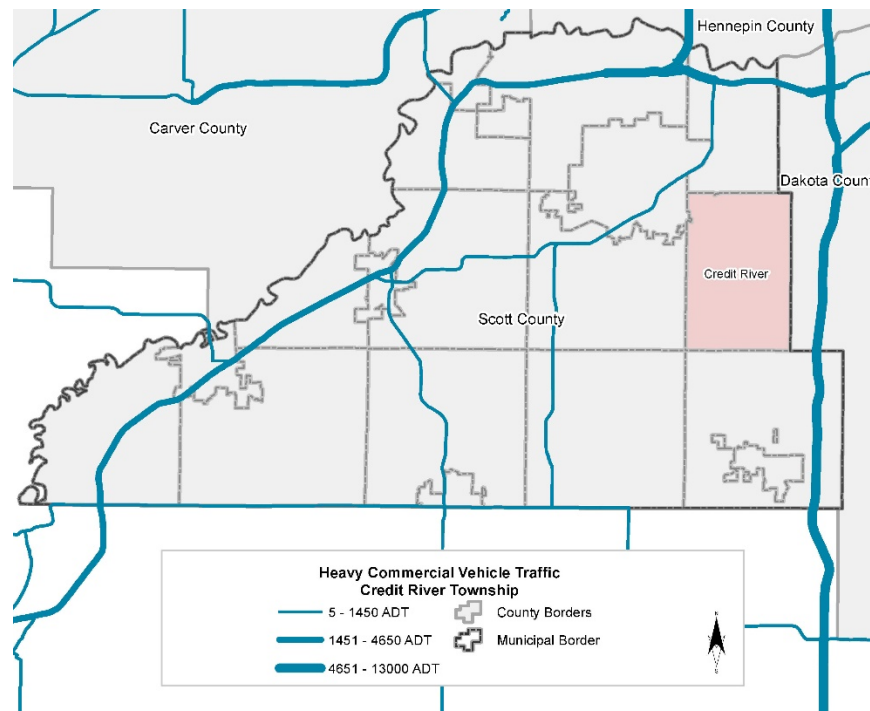 Hennepin County
Carver County
Dakota Count
Credit River
Scott County
Heavy Commercial Vehicle Traffic
Credit River Township
5 - 1450 ADT
County Borders
1451 - 4650 ADT
Municipal Border
4651 - 13000 ADT